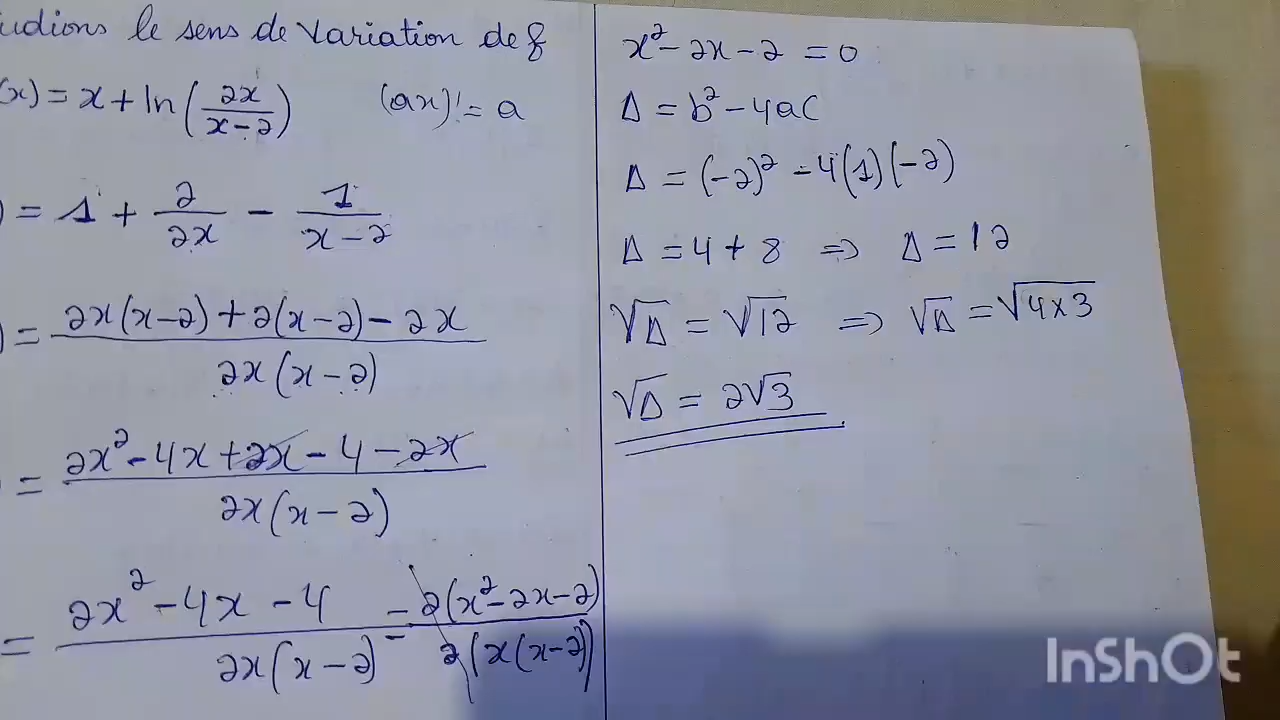 udions le sens de variation de f
(x) = x + ln(2x/(x-2)) (ax)' = a
) = 1 + 2/2x - 1/(x-2)
) = (2x(x-2) + 2(x-2) - 2x)/(2x(x-2))
= (2x² - 4x + 2x - 4 - 2x)/(2x(x-2))
= (2x² - 4x - 4)/(2x(x-2)) = 2(x² - 2x - 2)/2(x(x-2))
x² - 2x - 2 = 0
Δ = b² - 4ac
Δ = (-2)² - 4(1)(-2)
Δ = 4 + 8 => Δ = 12
√Δ = √12 => √Δ = √4×3
√Δ = 2√3
InShOt